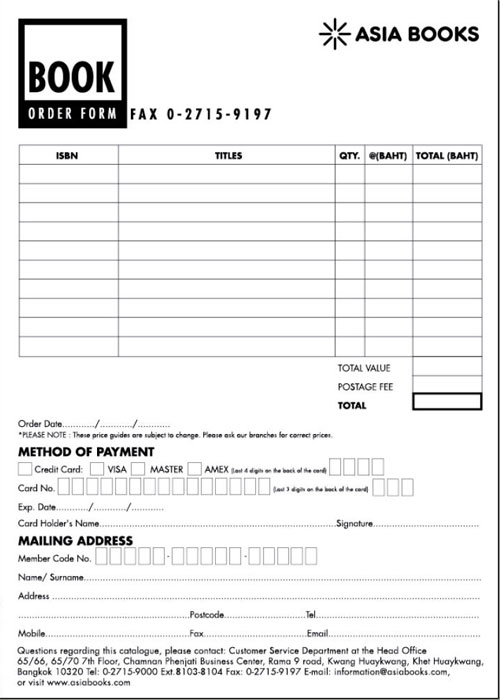 BOOK
ORDER FORM
FAX 0-2715-9197
ASIA BOOKS
ISBN TITLES QTY. @(BAHT) TOTAL (BAHT)
TOTAL VALUE
POSTAGE FEE
TOTAL
Order Date............/............/............
*PLEASE NOTE : These price guides are subject to change. Please ask our branches for correct prices.
METHOD OF PAYMENT
Credit Card: VISA MASTER AMEX (Last 4 digits on the back of the card)
Card No. (Last 3 digits on the back of the card)
Exp. Date............/............/............
Card Holder's Name............ Signature............
MAILING ADDRESS
Member Code No. - -
Name/ Surname............
Address ............
............Postcode............Tel............
Mobile............Fax............Email............
Questions regarding this catalogue, please contact: Customer Service Department at the Head Office
65/66, 65/70 7th Floor, Chamnan Phenjati Business Center, Rama 9 road, Kwang Huaykwang, Khet Huaykwang,
Bangkok 10320 Tel: 0-2715-9000 Ext.8103-8104 Fax: 0-2715-9197 E-mail: information@asiabooks.com,
or visit www.asiabooks.com